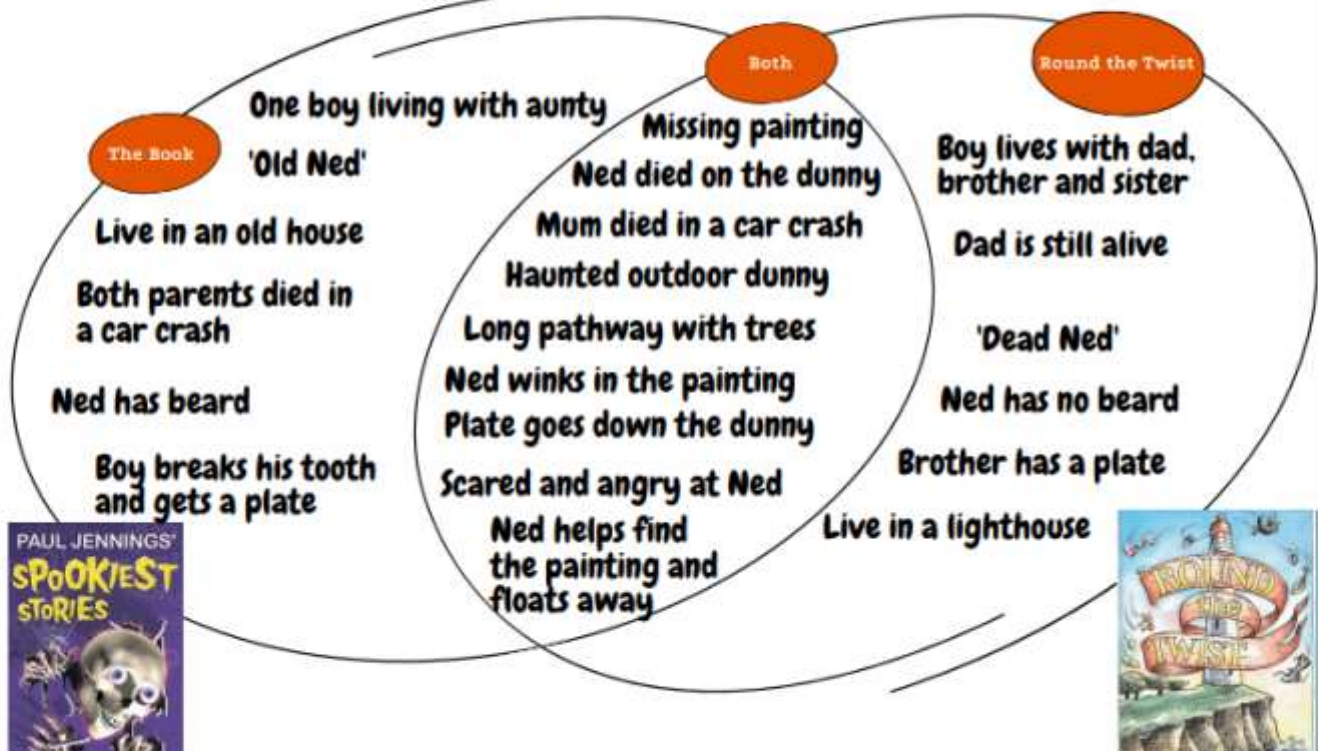 The Book
One boy living with aunty
'Old Ned'
Live in an old house
Both parents died in
a car crash
Ned has beard
Boy breaks his tooth
and gets a plate
PAUL JENNINGS'
SPOOKIEST
STORIES
Both
Missing painting
Ned died on the dunny
Mum died in a car crash
Haunted outdoor dunny
Long pathway with trees
Ned winks in the painting
Plate goes down the dunny
Scared and angry at Ned
Ned helps find
the painting and
floats away
Round the Twist
Boy lives with dad,
brother and sister
Dad is still alive
'Dead Ned'
Ned has no beard
Brother has a plate
Live in a lighthouse
ROUND
the
TWIST